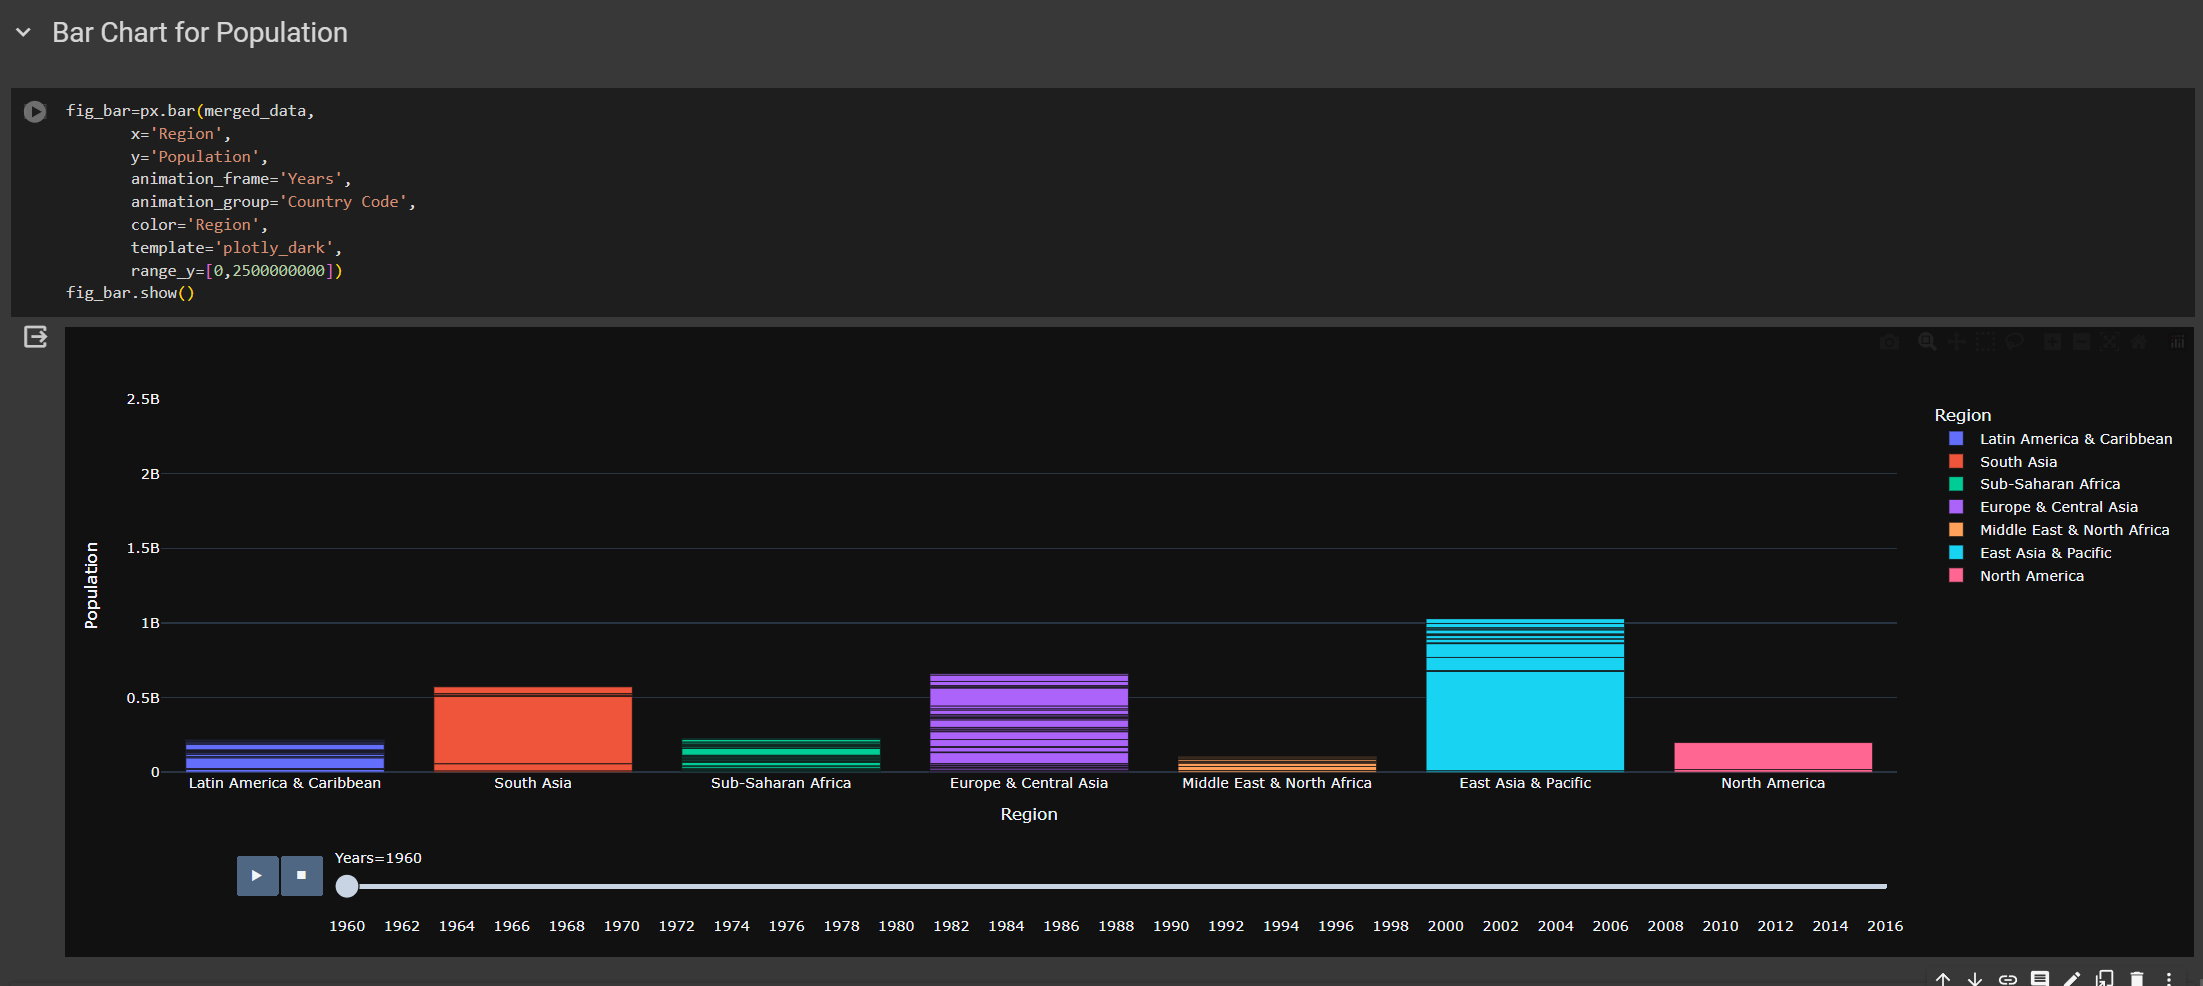 Bar Chart for Population
fig_bar=px.bar(merged_data,
x='Region',
y='Population',
animation_frame='Years',
animation_group='Country Code',
color='Region',
template='plotly_dark',
range_y=[0,2500000000])
fig_bar.show()
2.5B
2B
1.5B
1B
0.5B
0
Population
Latin America & Caribbean
South Asia
Sub-Saharan Africa
Europe & Central Asia
Middle East & North Africa
East Asia & Pacific
North America
Region
Region
Latin America & Caribbean
South Asia
Sub-Saharan Africa
Europe & Central Asia
Middle East & North Africa
East Asia & Pacific
North America
Years=1960
1960 1962 1964 1966 1968 1970 1972 1974 1976 1978 1980 1982 1984 1986 1988 1990 1992 1994 1996 1998 2000 2002 2004 2006 2008 2010 2012 2014 2016